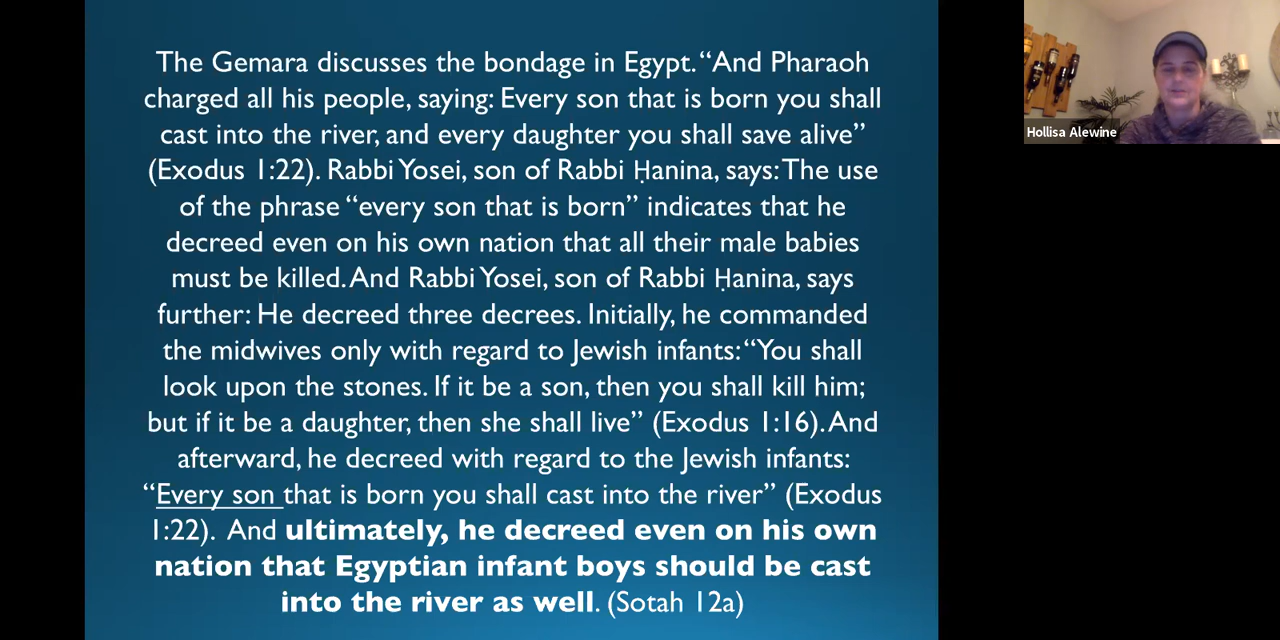 The Gemara discusses the bondage in Egypt. “And Pharaoh
charged all his people, saying: Every son that is born you shall
cast into the river, and every daughter you shall save alive”
(Exodus 1:22). Rabbi Yosei, son of Rabbi Ḥanina, says: The use
of the phrase “every son that is born” indicates that he
decreed even on his own nation that all their male babies
must be killed. And Rabbi Yosei, son of Rabbi Ḥanina, says
further: He decreed three decrees. Initially, he commanded
the midwives only with regard to Jewish infants: “You shall
look upon the stones. If it be a son, then you shall kill him;
but if it be a daughter, then she shall live” (Exodus 1:16). And
afterward, he decreed with regard to the Jewish infants:
“Every son that is born you shall cast into the river” (Exodus
1:22). And ultimately, he decreed even on his own
nation that Egyptian infant boys should be cast
into the river as well. (Sotah 12a)
Hollisa Alewine